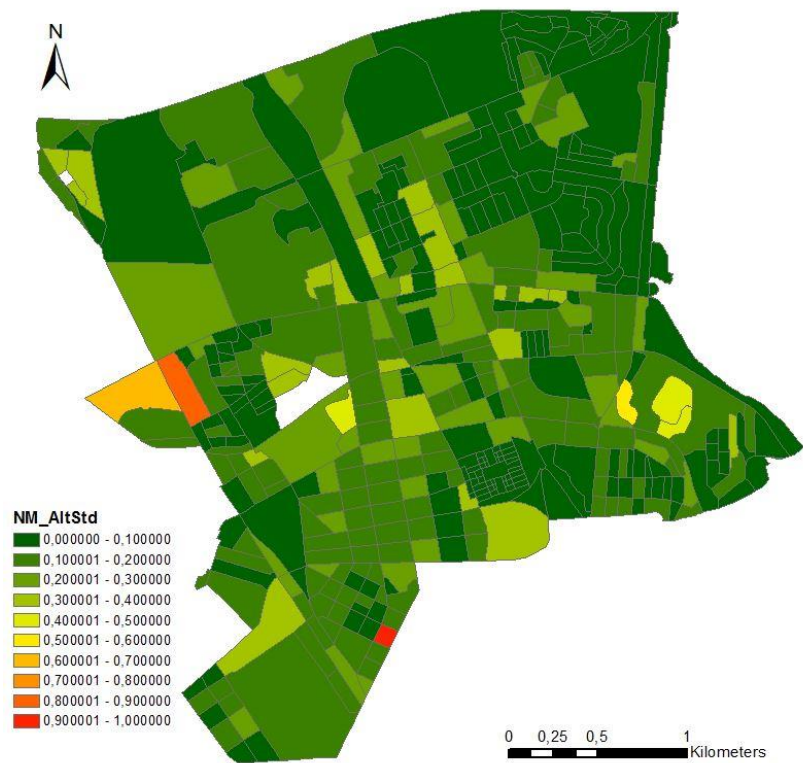 N
NM_AltStd
0,000000 - 0,100000
0,100001 - 0,200000
0,200001 - 0,300000
0,300001 - 0,400000
0,400001 - 0,500000
0,500001 - 0,600000
0,600001 - 0,700000
0,700001 - 0,800000
0,800001 - 0,900000
0,900001 - 1,000000
0 0,25 0,5 1
Kilometers